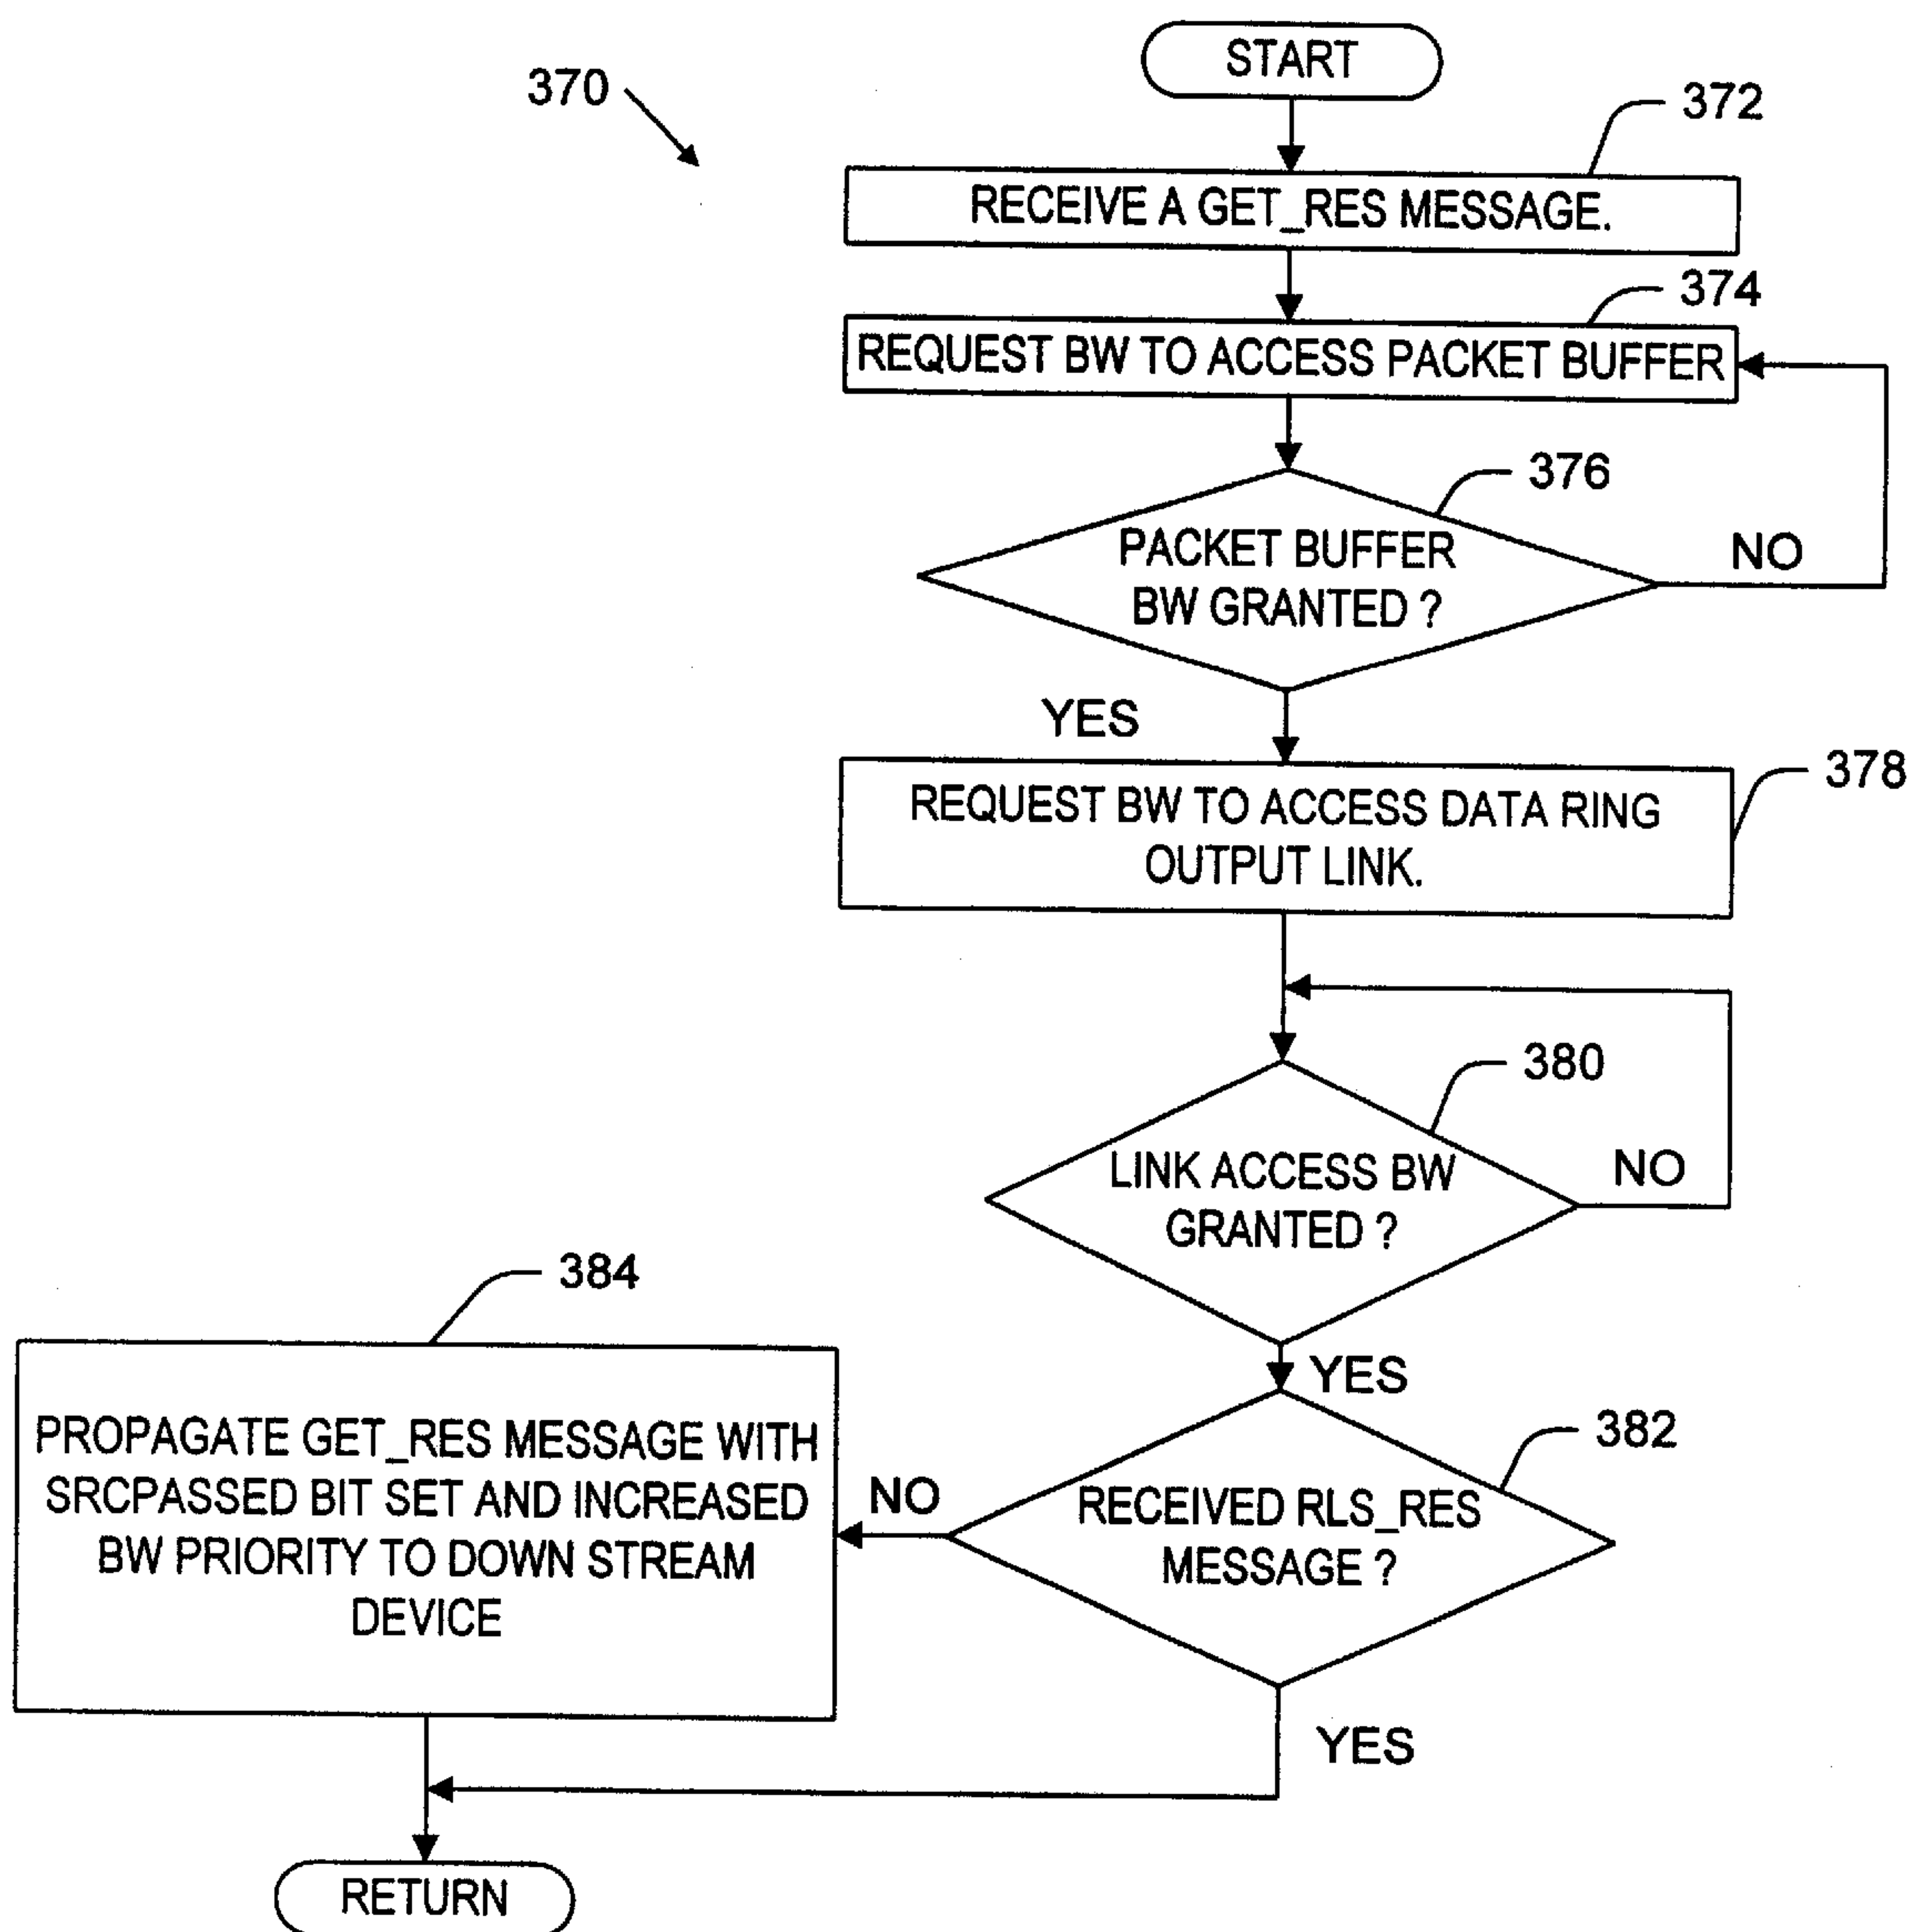 START
370
372
RECEIVE A GET_RES MESSAGE.
374
REQUEST BW TO ACCESS PACKET BUFFER
376
PACKET BUFFER
BW GRANTED ?
NO
YES
378
REQUEST BW TO ACCESS DATA RING
OUTPUT LINK.
380
LINK ACCESS BW
GRANTED ?
NO
YES
382
RECEIVED RLS_RES
MESSAGE ?
NO
384
PROPAGATE GET_RES MESSAGE WITH
SRCPASSED BIT SET AND INCREASED
BW PRIORITY TO DOWN STREAM
DEVICE
YES
RETURN